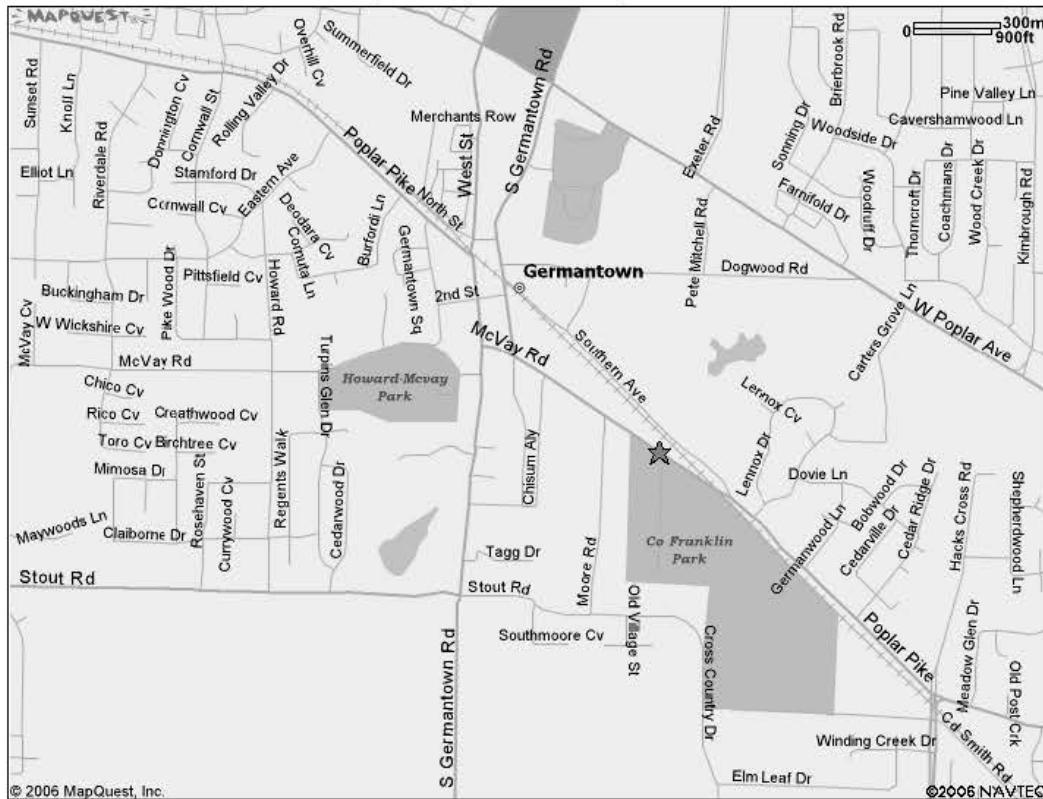 MAPQUEST
300m
0
900ft
Sunset Rd
Knoll Ln
Riverdale Rd
Donnington Cv
Cornwall St
Rolling Valley Dr
Overhill Cv
Summerfield Dr
Merchants Row
West St
S Germantown Rd
Exeter Rd
Brierbrook Rd
Sonning Dr
Pine Valley Ln
Cavershamwood Ln
Woodside Dr
Elliot Ln
Stamford Dr
Eastern Ave
Poplar Pike
North St
Farnifold Dr
Woodruff Dr
Thorncroft Dr
Coachmans Dr
Wood Creek Dr
Kimbrough Rd
Cornwall Cv
Deodara Cv
Cornuta Ln
Burfordi Ln
Germantown Sq
Pete Mitchell Rd
Pittsfield Cv
Pike Wood Dr
Howard Rd
Germantown
Dogwood Rd
Buckingham Dr
2nd St
W Wickshire Cv
McVay Cv
McVay Rd
McVay Rd
Southern Ave
Carters Grove Ln
W Poplar Ave
Turpins Glen Dr
Howard-Mcvay
Park
Chico Cv
Rico Cv
Creathwood Cv
Lennox Cv
Toro Cv
Birchtree Cv
Mimosa Dr
Rosehaven St
Currywood Cv
Regents Walk
Cedarwood Dr
Chisum Aly
Lennox Dr
Dovie Ln
Bobwood Dr
Cedarville Dr
Cedar Ridge Dr
Hacks Cross Rd
Shepherdwood Ln
Maywoods Ln
Claiborne Dr
Tagg Dr
Moore Rd
Co Franklin
Park
Germanwood Ln
Stout Rd
Stout Rd
Southmoore Cv
Old Village St
Cross Country Dr
Poplar Pike
Meadow Glen Dr
Old Post Crk
S Germantown Rd
Winding Creek Dr
Cd Smith Rd
Elm Leaf Dr
© 2006 MapQuest, Inc.
©2006 NAVTEQ